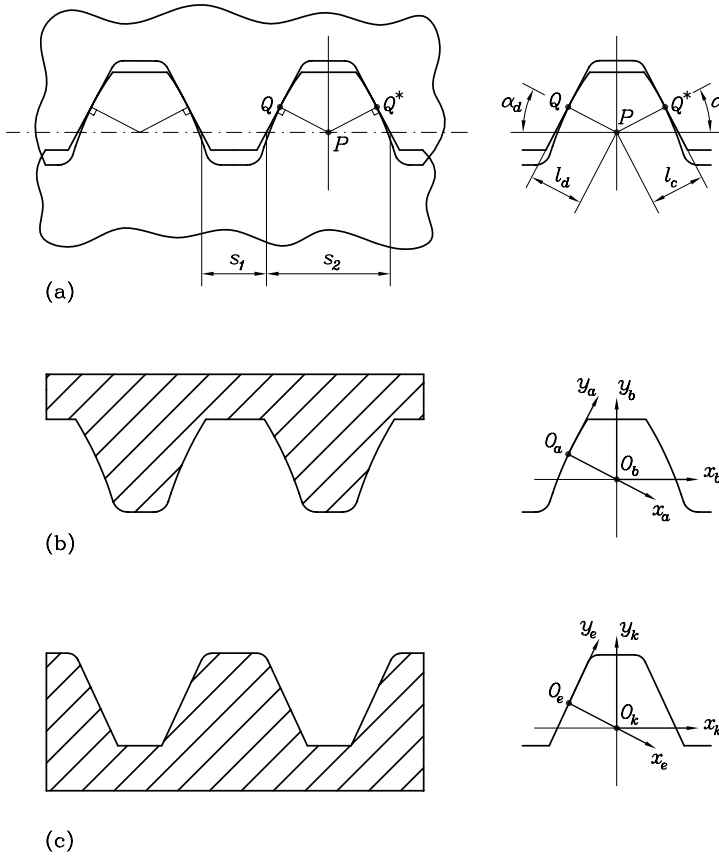 Q Q* P
s1 s2
(a)
αd Q Q* α
P
ld lc
(b)
ya yb
Oa Ob xb
xa
(c)
ye yk
Oe Ok xk
xe